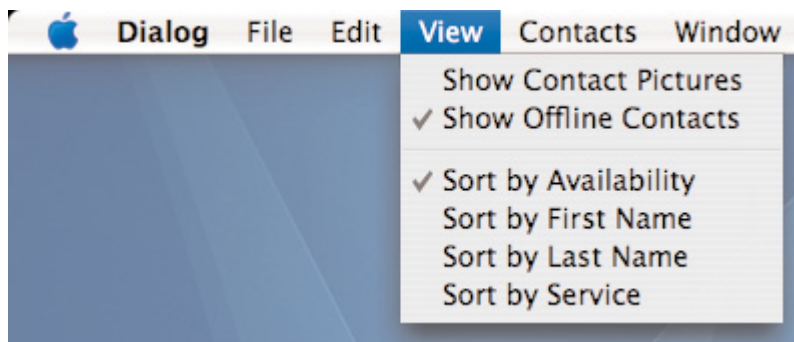 Dialog File Edit View Contacts Window
Show Contact Pictures
✓ Show Offline Contacts
✓ Sort by Availability
Sort by First Name
Sort by Last Name
Sort by Service